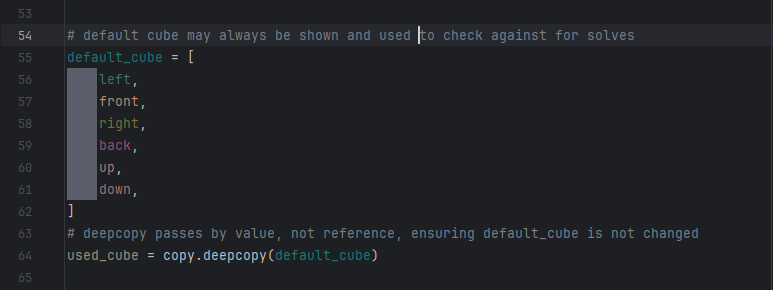 53
54 # default cube may always be shown and used to check against for solves
55 default_cube = [
56     left,
57     front,
58     right,
59     back,
60     up,
61     down,
62 ]
63 # deepcopy passes by value, not reference, ensuring default_cube is not changed
64 used_cube = copy.deepcopy(default_cube)
65